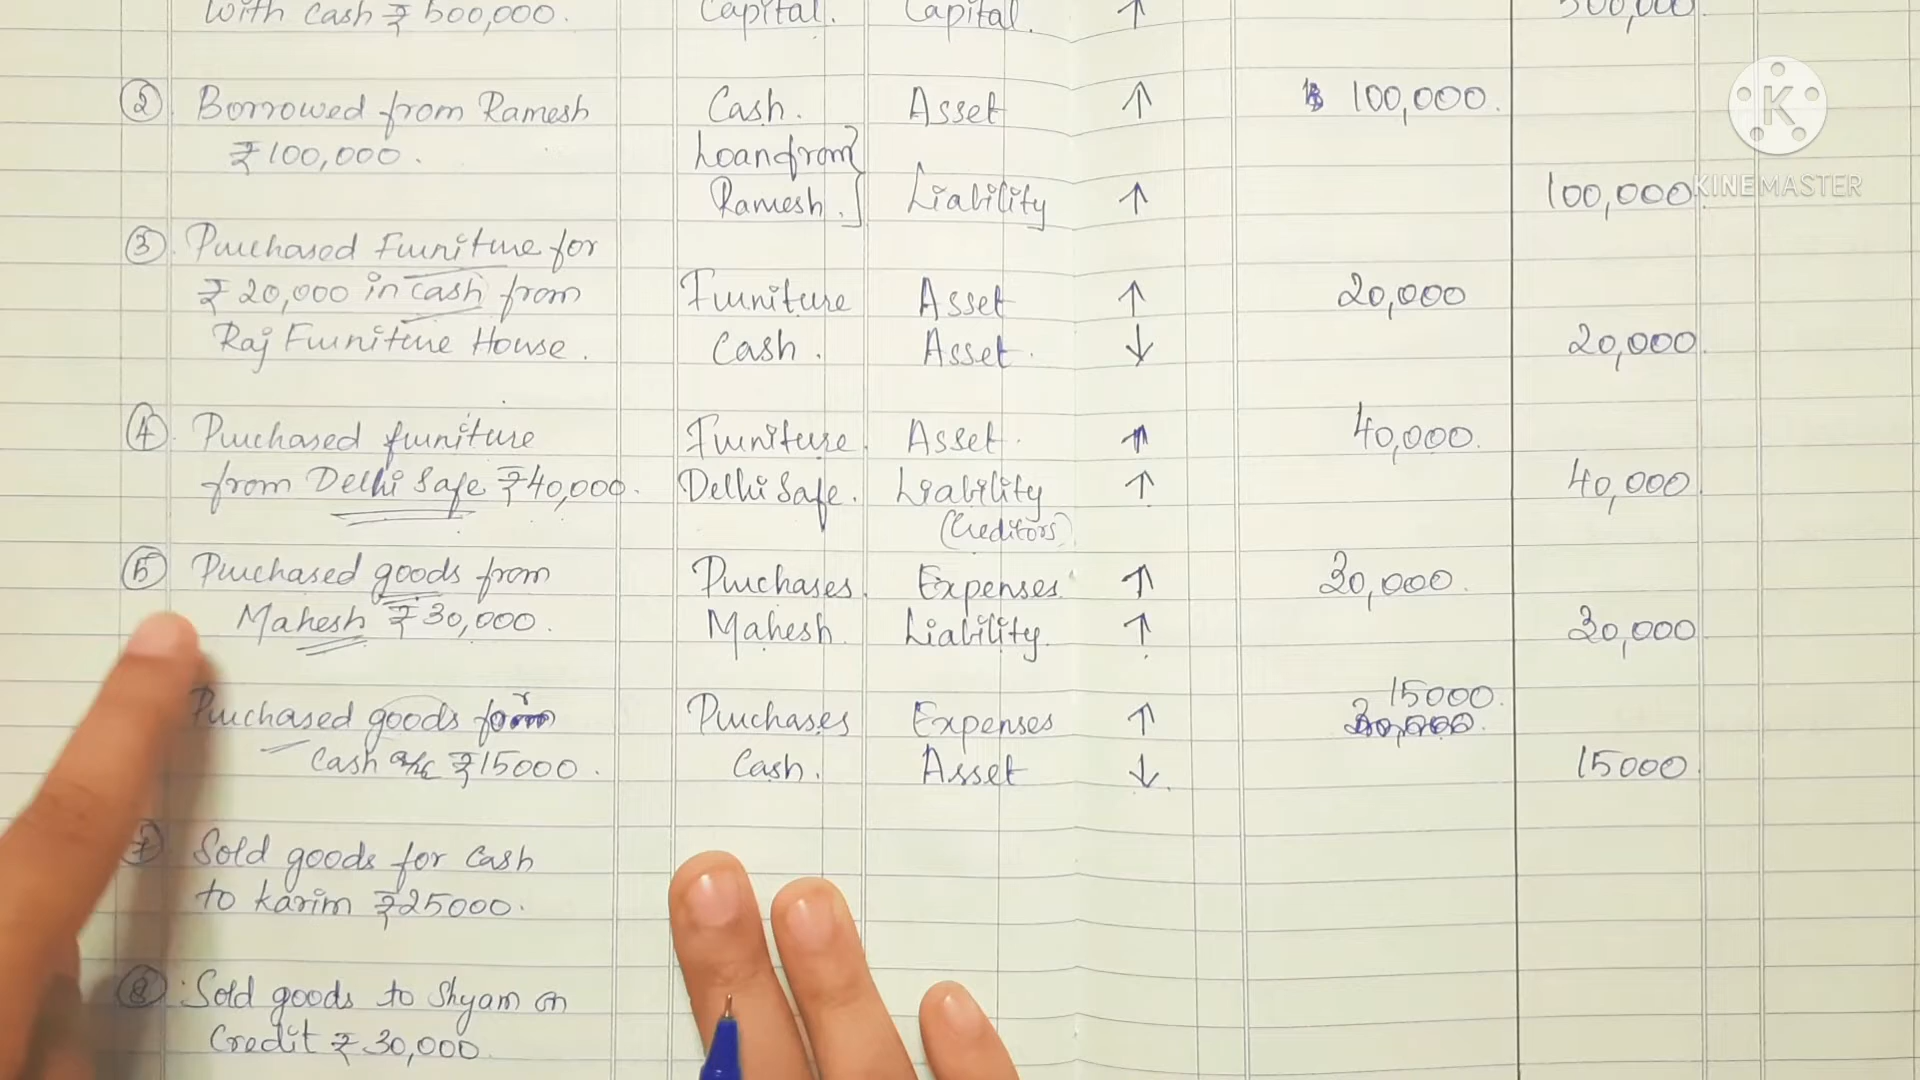 With Cash ₹ 500,000. Capital. Capital. ↑ 500,000
② Borrowed from Ramesh Cash. Asset ↑ 100,000.
₹ 100,000. Loan from
Ramesh. Liability ↑ 100,000
③ Purchased Furniture for
₹ 20,000 in cash from Furniture Asset ↑ 20,000
Raj Furniture House. Cash. Asset. ↓ 20,000
④ Purchased furniture Furniture. Asset. ↑ 40,000.
from Delhi Safe ₹40,000. Delhi Safe. Liability ↑ 40,000
(Creditors)
⑤ Purchased goods from Purchases. Expenses. ↑ 30,000.
Mahesh ₹ 30,000. Mahesh. Liability. ↑ 30,000
15000.
Purchased goods for Purchases Expenses ↑
Cash a/c ₹15000. Cash. Asset ↓ 15000
⑦ Sold goods for cash
to Karim ₹25000.
⑧ Sold goods to Shyam on
Credit ₹ 30,000.
K
KINEMASTER